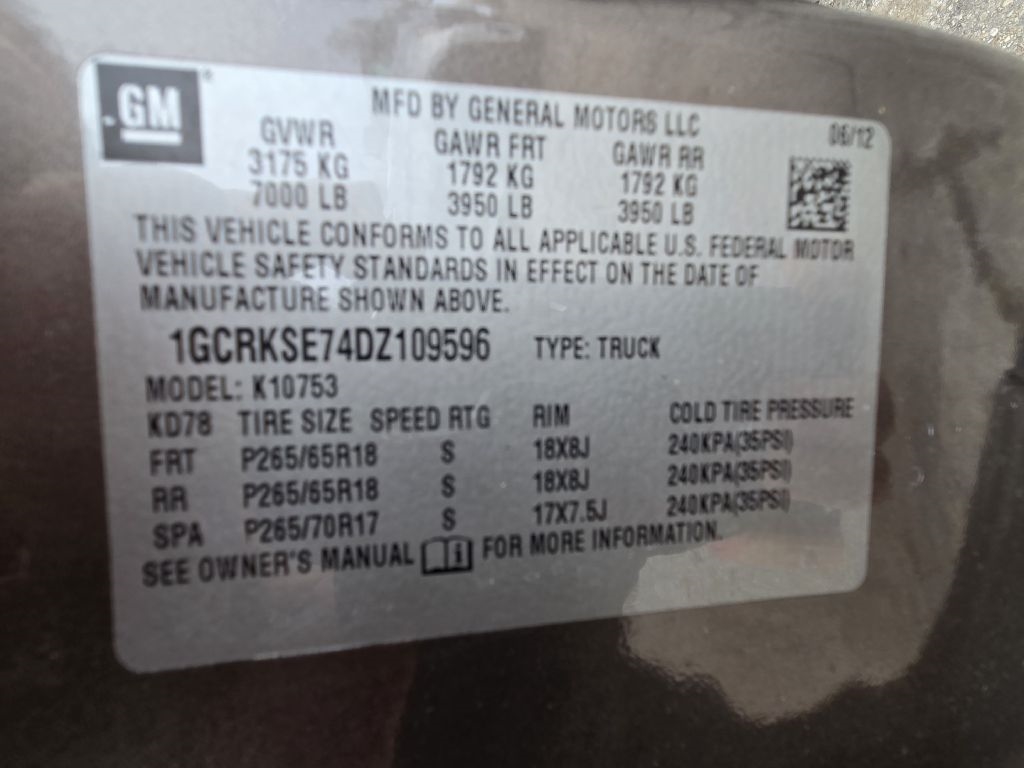 GM
MFD BY GENERAL MOTORS LLC
06/12
GVWR GAWR FRT GAWR RR
3175 KG 1792 KG 1792 KG
7000 LB 3950 LB 3950 LB
THIS VEHICLE CONFORMS TO ALL APPLICABLE U.S. FEDERAL MOTOR
VEHICLE SAFETY STANDARDS IN EFFECT ON THE DATE OF
MANUFACTURE SHOWN ABOVE.
1GCRKSE74DZ109596 TYPE: TRUCK
MODEL: K10753
KD78 TIRE SIZE SPEED RTG RIM COLD TIRE PRESSURE
FRT P265/65R18 S 18X8J 240KPA(35PSI)
RR P265/65R18 S 18X8J 240KPA(35PSI)
SPA P265/70R17 S 17X7.5J 240KPA(35PSI)
SEE OWNER'S MANUAL FOR MORE INFORMATION.